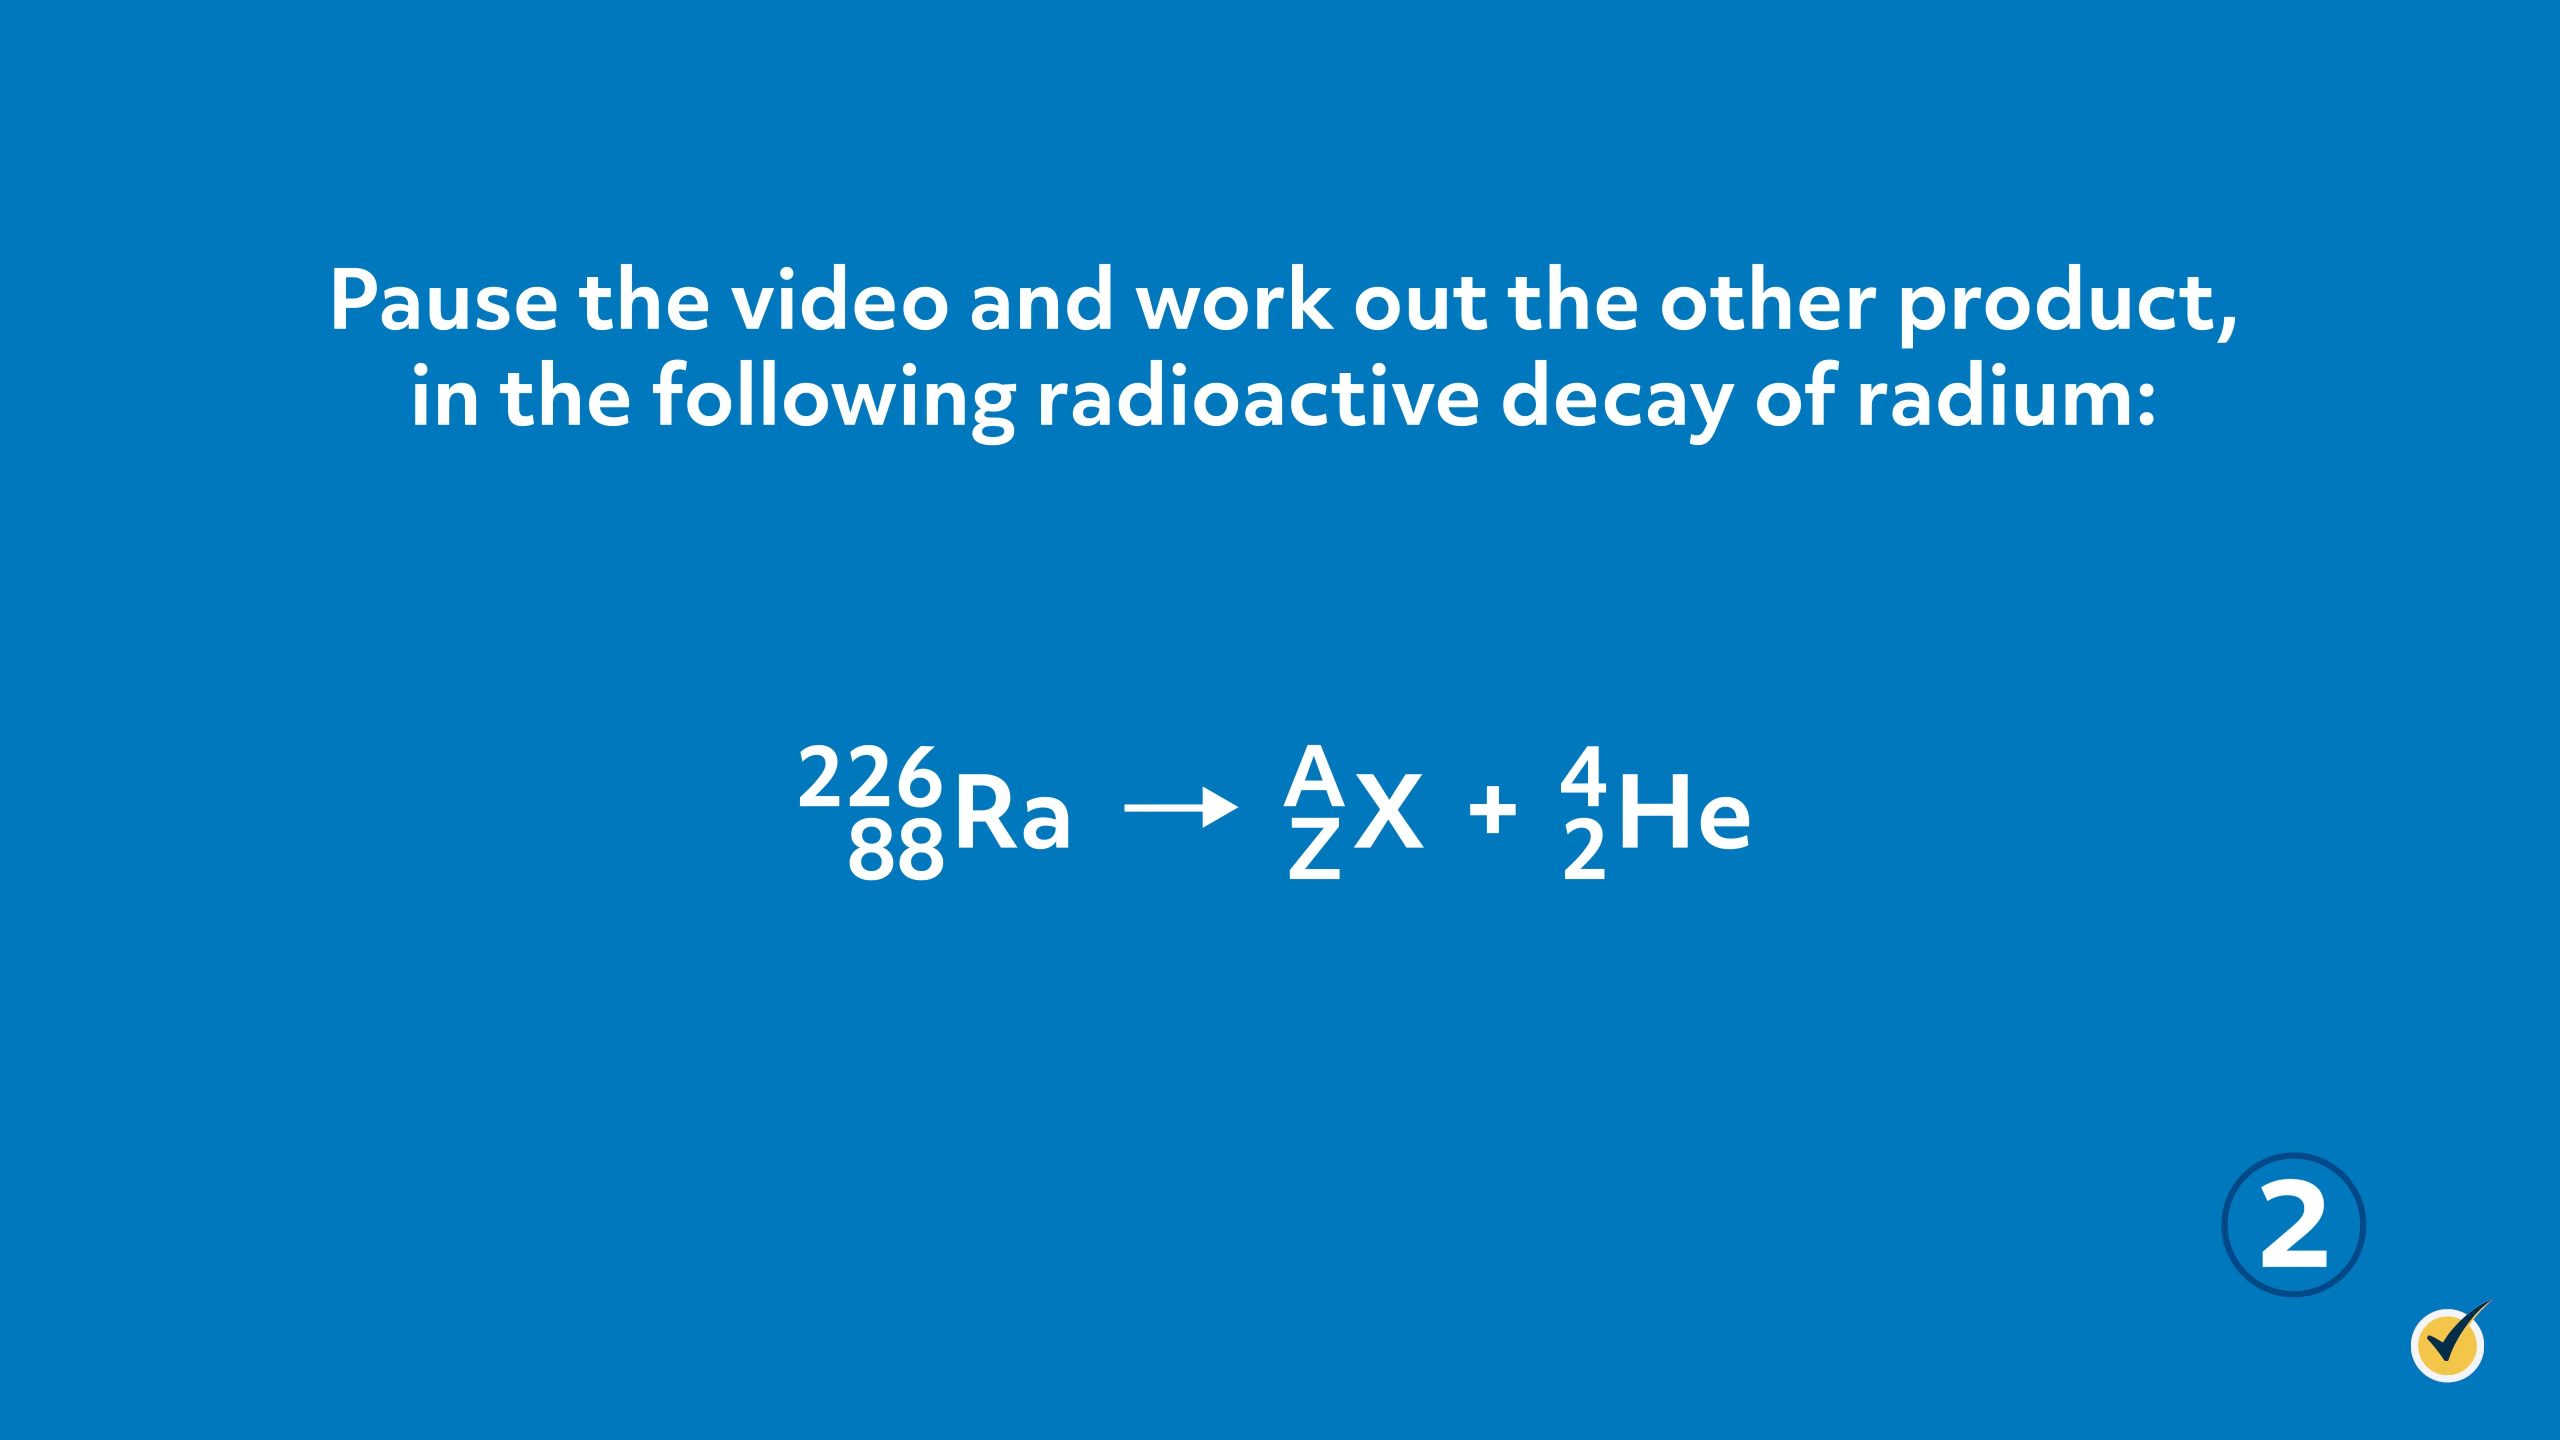 Pause the video and work out the other product,
in the following radioactive decay of radium:
²²⁶₈₈Ra → ᴬ_ZX + ⁴₂He
2